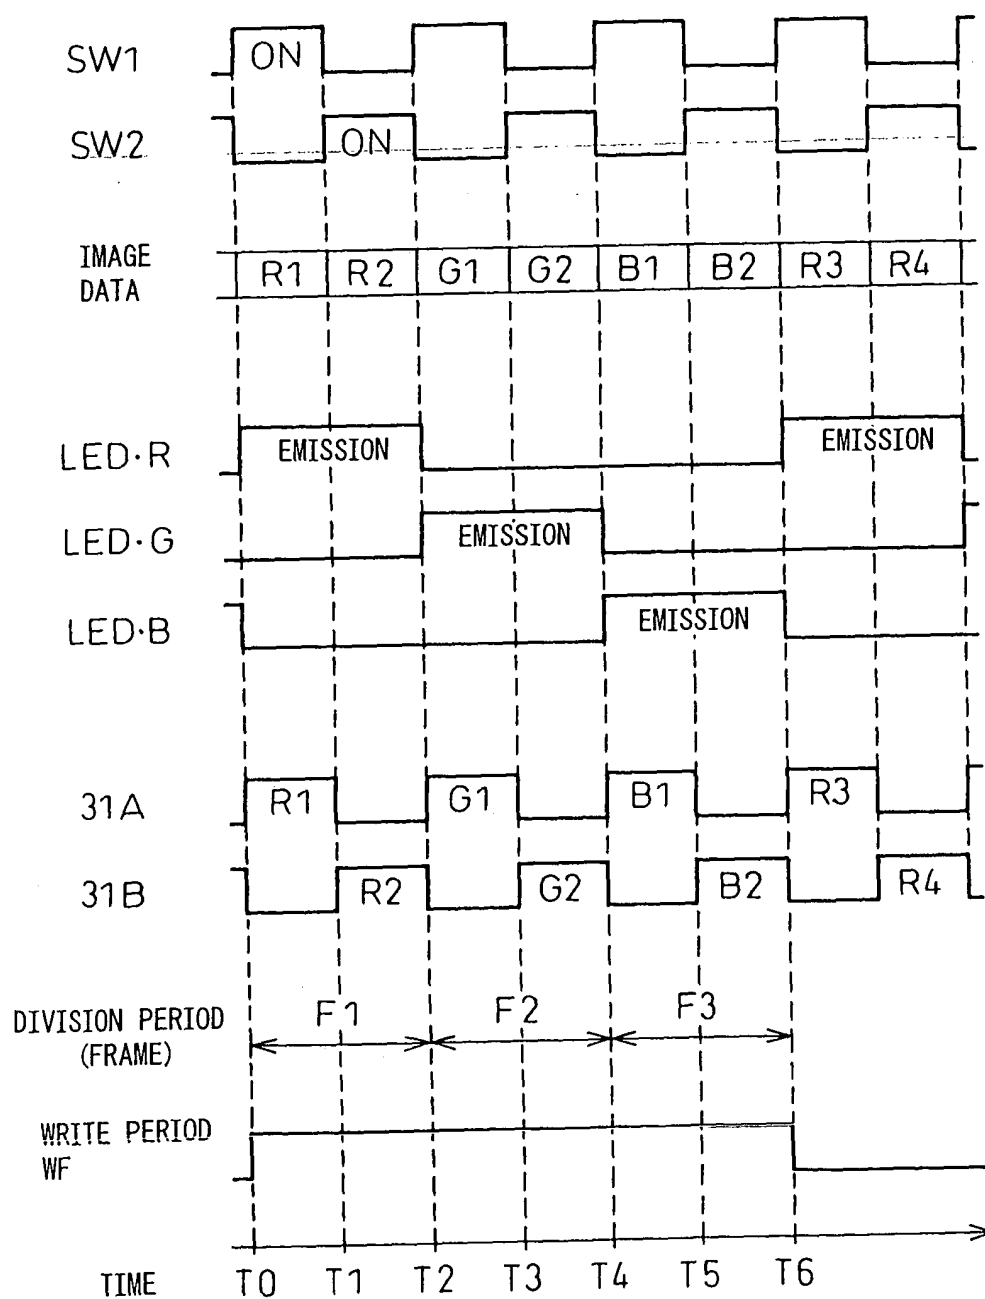 SW1 ON
SW2 ON
IMAGE
DATA
R1 R2 G1 G2 B1 B2 R3 R4
LED·R EMISSION EMISSION
LED·G EMISSION
LED·B EMISSION
31A R1 G1 B1 R3
31B R2 G2 B2 R4
DIVISION PERIOD
(FRAME)
F1 F2 F3
WRITE PERIOD
WF
TIME T0 T1 T2 T3 T4 T5 T6